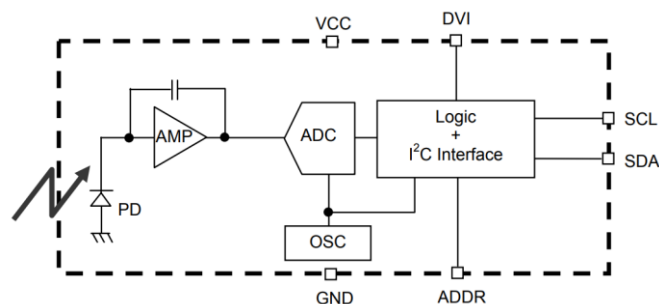 VCC
DVI
AMP
ADC
Logic
+
I²C Interface
SCL
SDA
PD
OSC
GND
ADDR